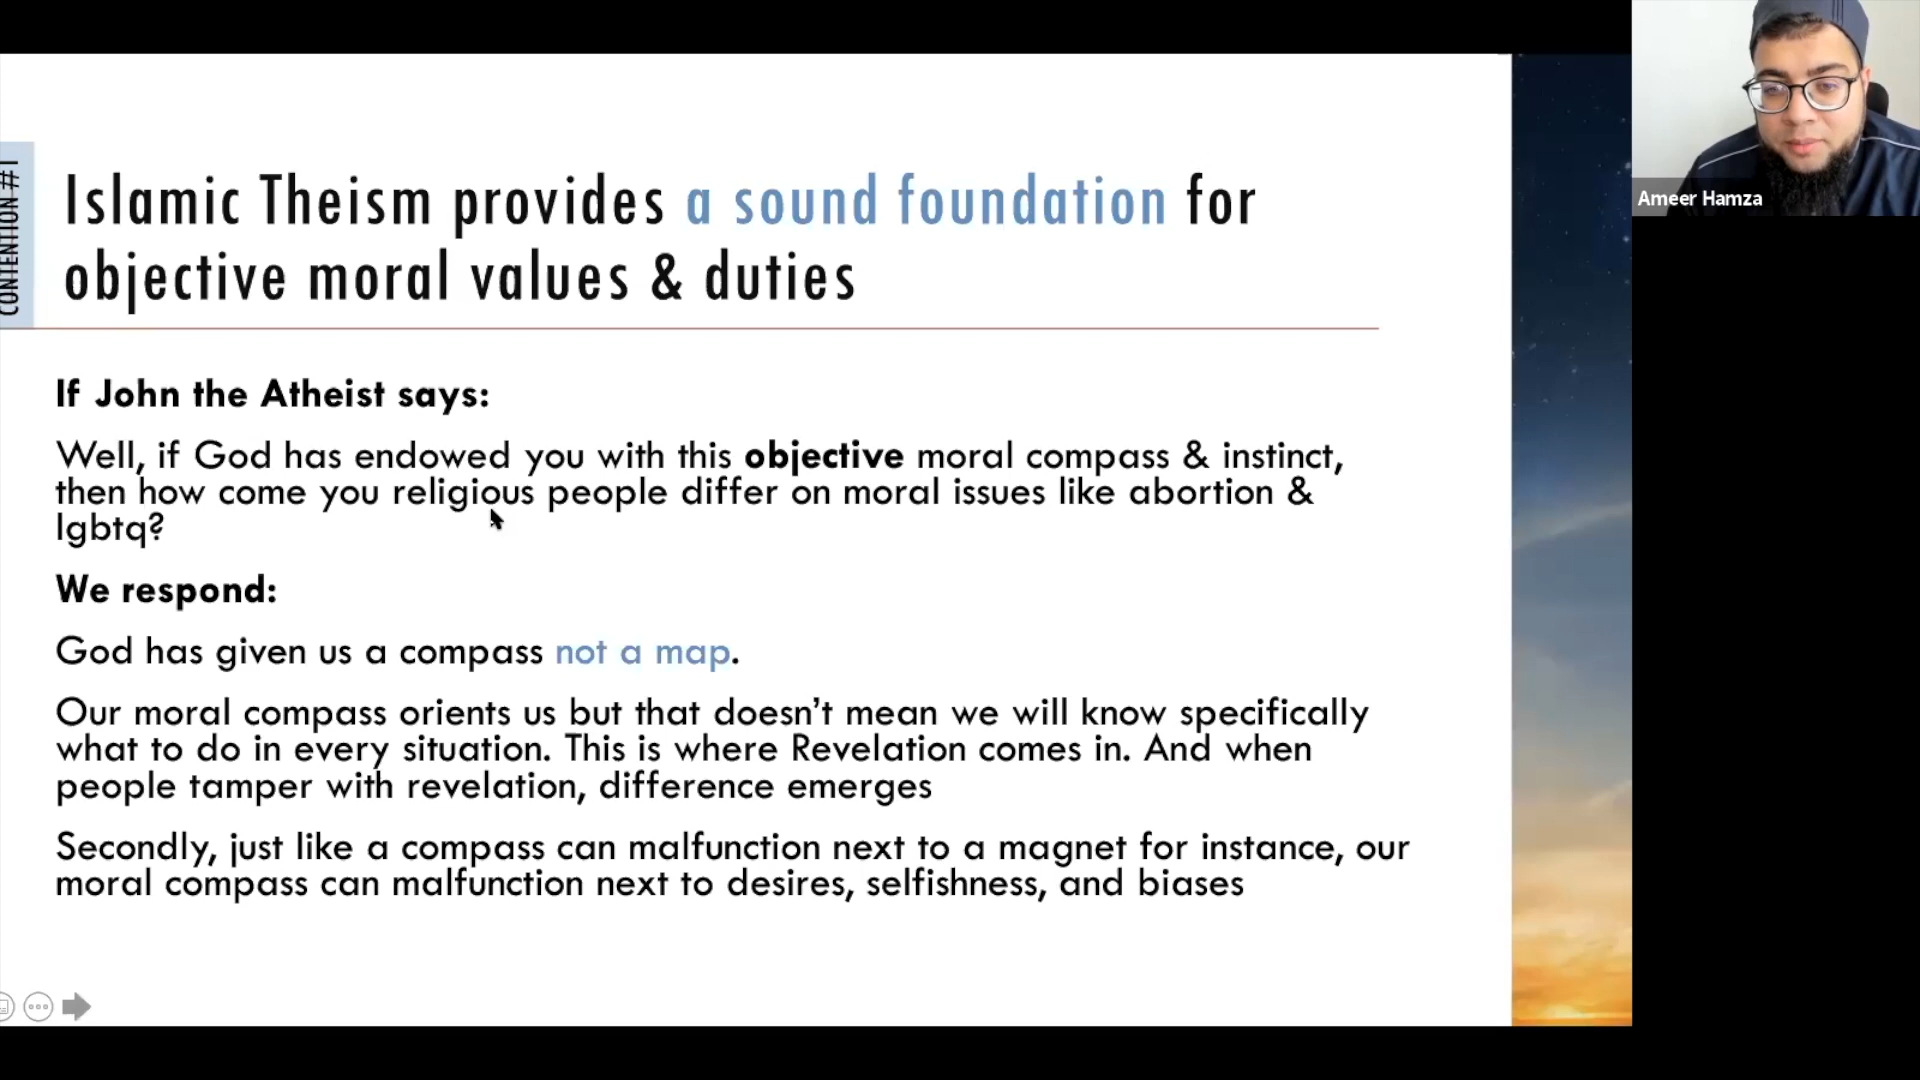 CONTENTION #1
Islamic Theism provides a sound foundation for
objective moral values & duties
If John the Atheist says:
Well, if God has endowed you with this objective moral compass & instinct,
then how come you religious people differ on moral issues like abortion &
lgbtq?
We respond:
God has given us a compass not a map.
Our moral compass orients us but that doesn’t mean we will know specifically
what to do in every situation. This is where Revelation comes in. And when
people tamper with revelation, difference emerges
Secondly, just like a compass can malfunction next to a magnet for instance, our
moral compass can malfunction next to desires, selfishness, and biases
Ameer Hamza